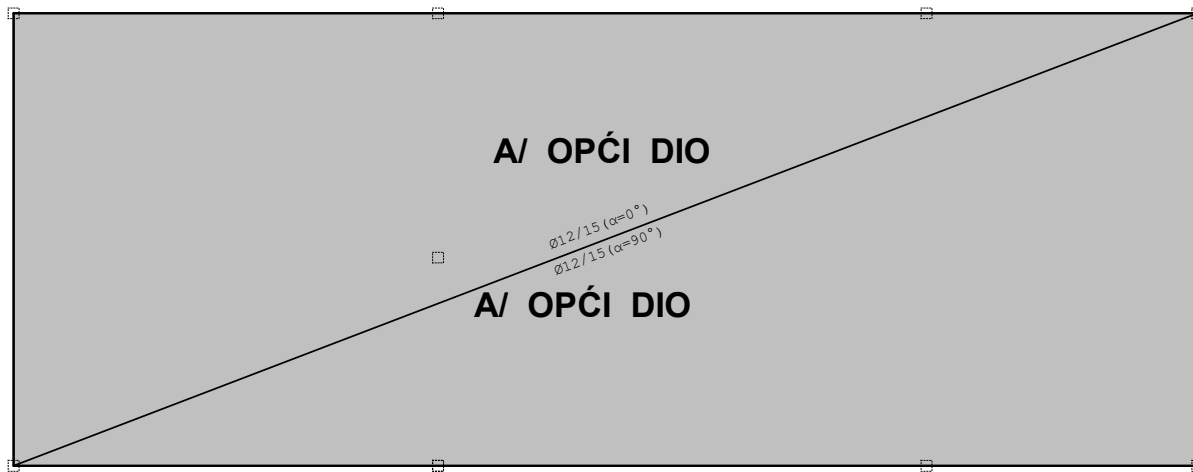 A/ OPĆI DIO
Ø12/15(α=0°)
Ø12/15(α=90°)
A/ OPĆI DIO